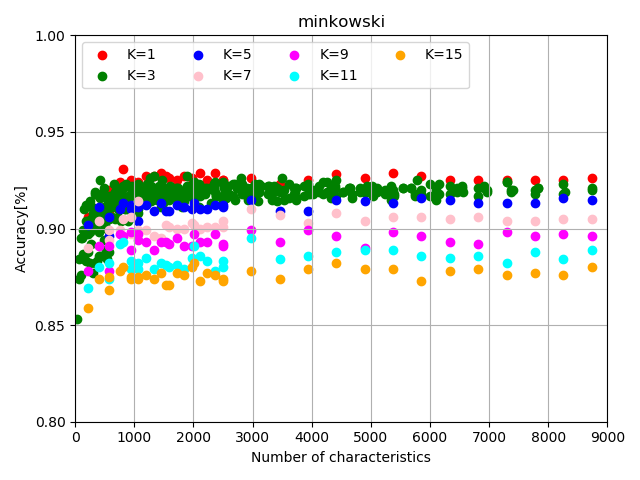 minkowski
K=1 K=5 K=9 K=15
K=3 K=7 K=11
Accuracy[%]
1.00
0.95
0.90
0.85
0.80
0 1000 2000 3000 4000 5000 6000 7000 8000 9000
Number of characteristics